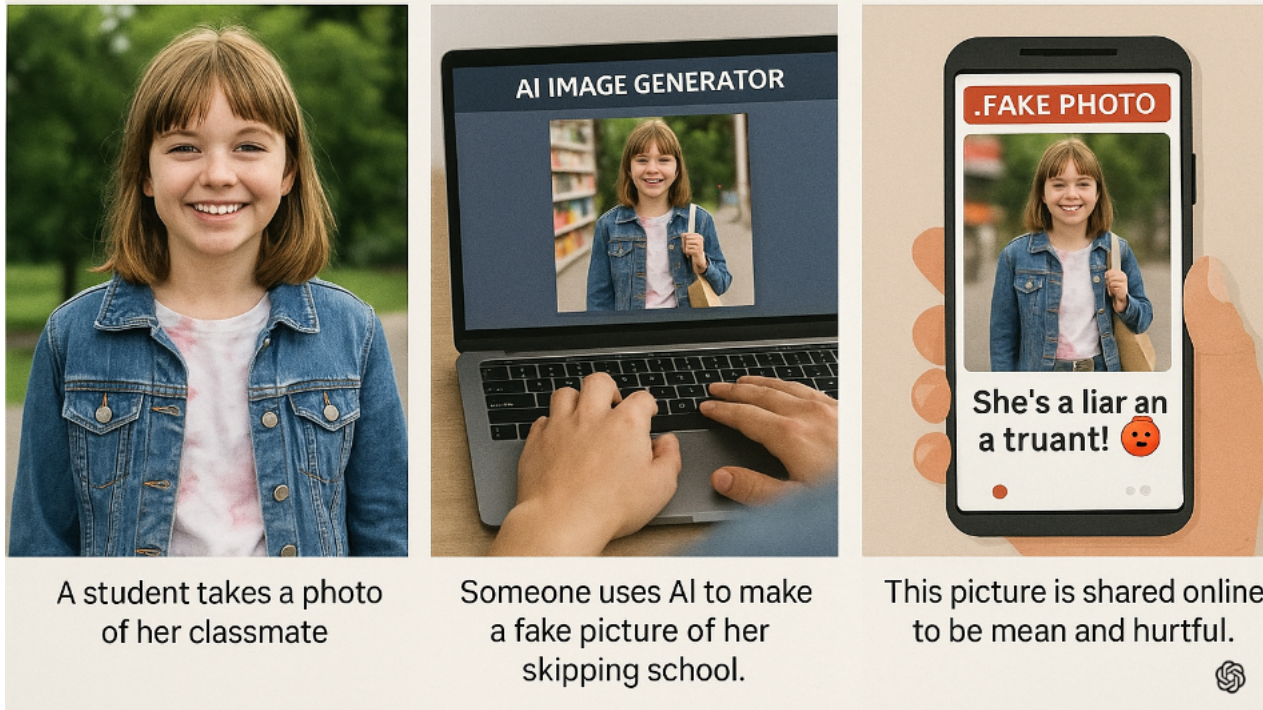 AI IMAGE GENERATOR
.FAKE PHOTO
She's a liar an
a truant!
A student takes a photo
of her classmate
Someone uses AI to make
a fake picture of her
skipping school.
This picture is shared online
to be mean and hurtful.